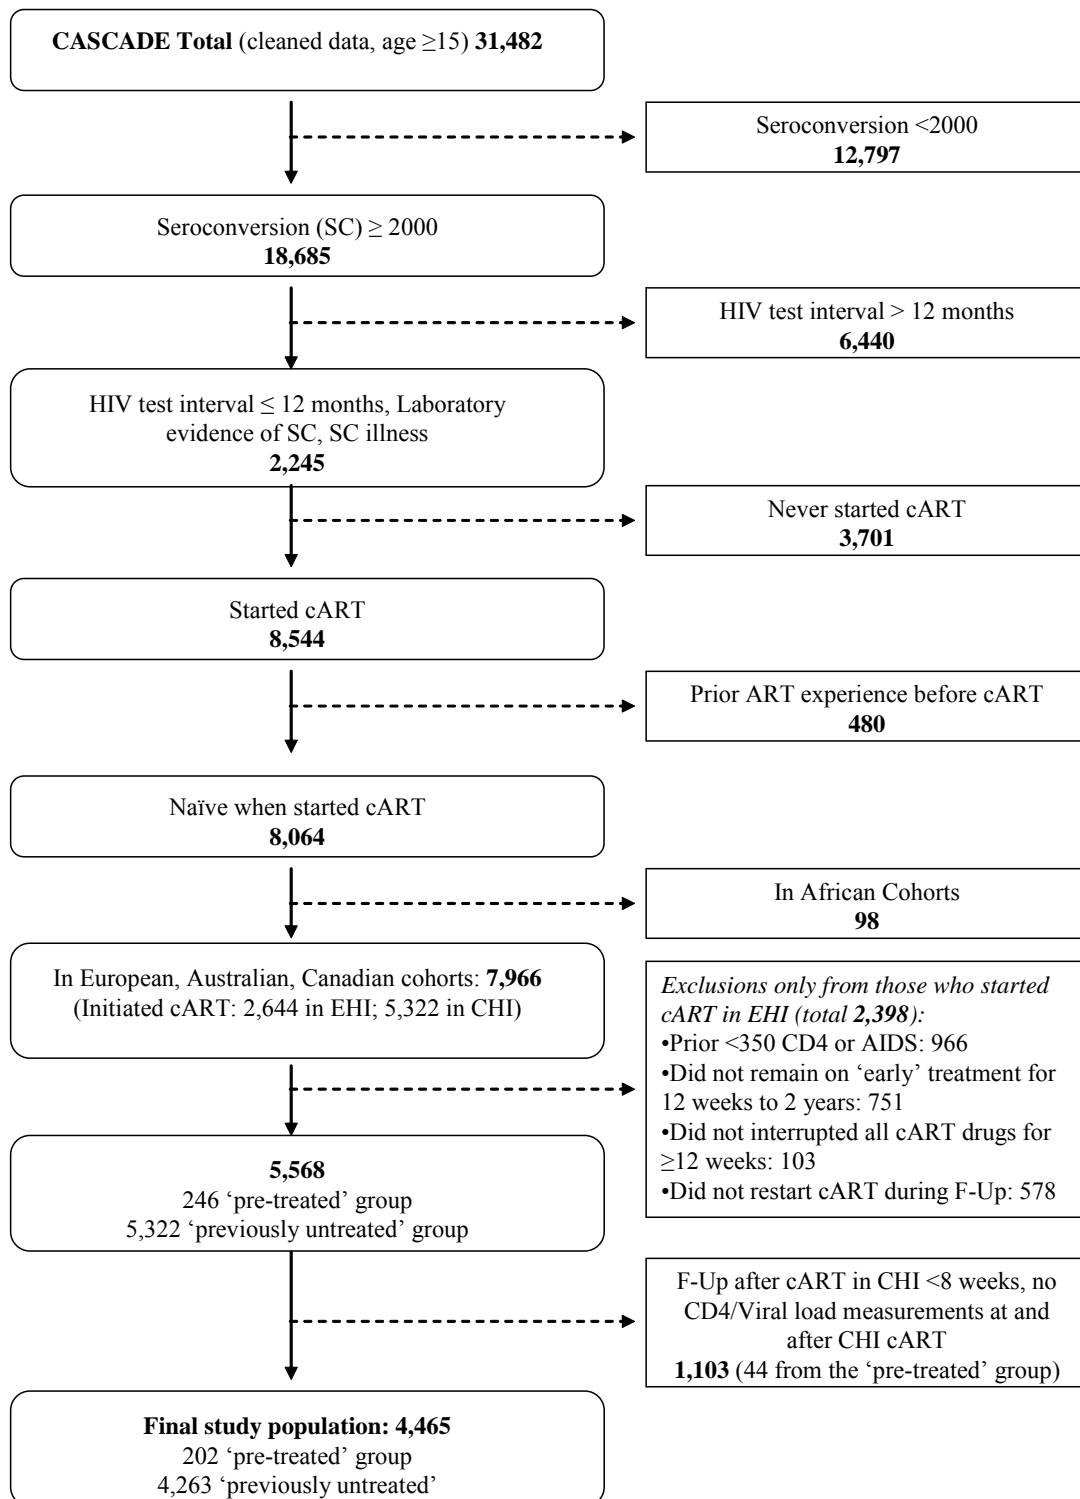 CASCADE Total (cleaned data, age ≥15) 31,482
Seroconversion <2000
12,797
Seroconversion (SC) ≥ 2000
18,685
HIV test interval > 12 months
6,440
HIV test interval ≤ 12 months, Laboratory
evidence of SC, SC illness
2,245
Never started cART
3,701
Started cART
8,544
Prior ART experience before cART
480
Naïve when started cART
8,064
In African Cohorts
98
In European, Australian, Canadian cohorts: 7,966
(Initiated cART: 2,644 in EHI; 5,322 in CHI)
Exclusions only from those who started
cART in EHI (total 2,398):
•Prior <350 CD4 or AIDS: 966
•Did not remain on ‘early’ treatment for
12 weeks to 2 years: 751
•Did not interrupted all cART drugs for
≥12 weeks: 103
•Did not restart cART during F-Up: 578
5,568
246 ‘pre-treated’ group
5,322 ‘previously untreated’ group
F-Up after cART in CHI <8 weeks, no
CD4/Viral load measurements at and
after CHI cART
1,103 (44 from the ‘pre-treated’ group)
Final study population: 4,465
202 ‘pre-treated’ group
4,263 ‘previously untreated’